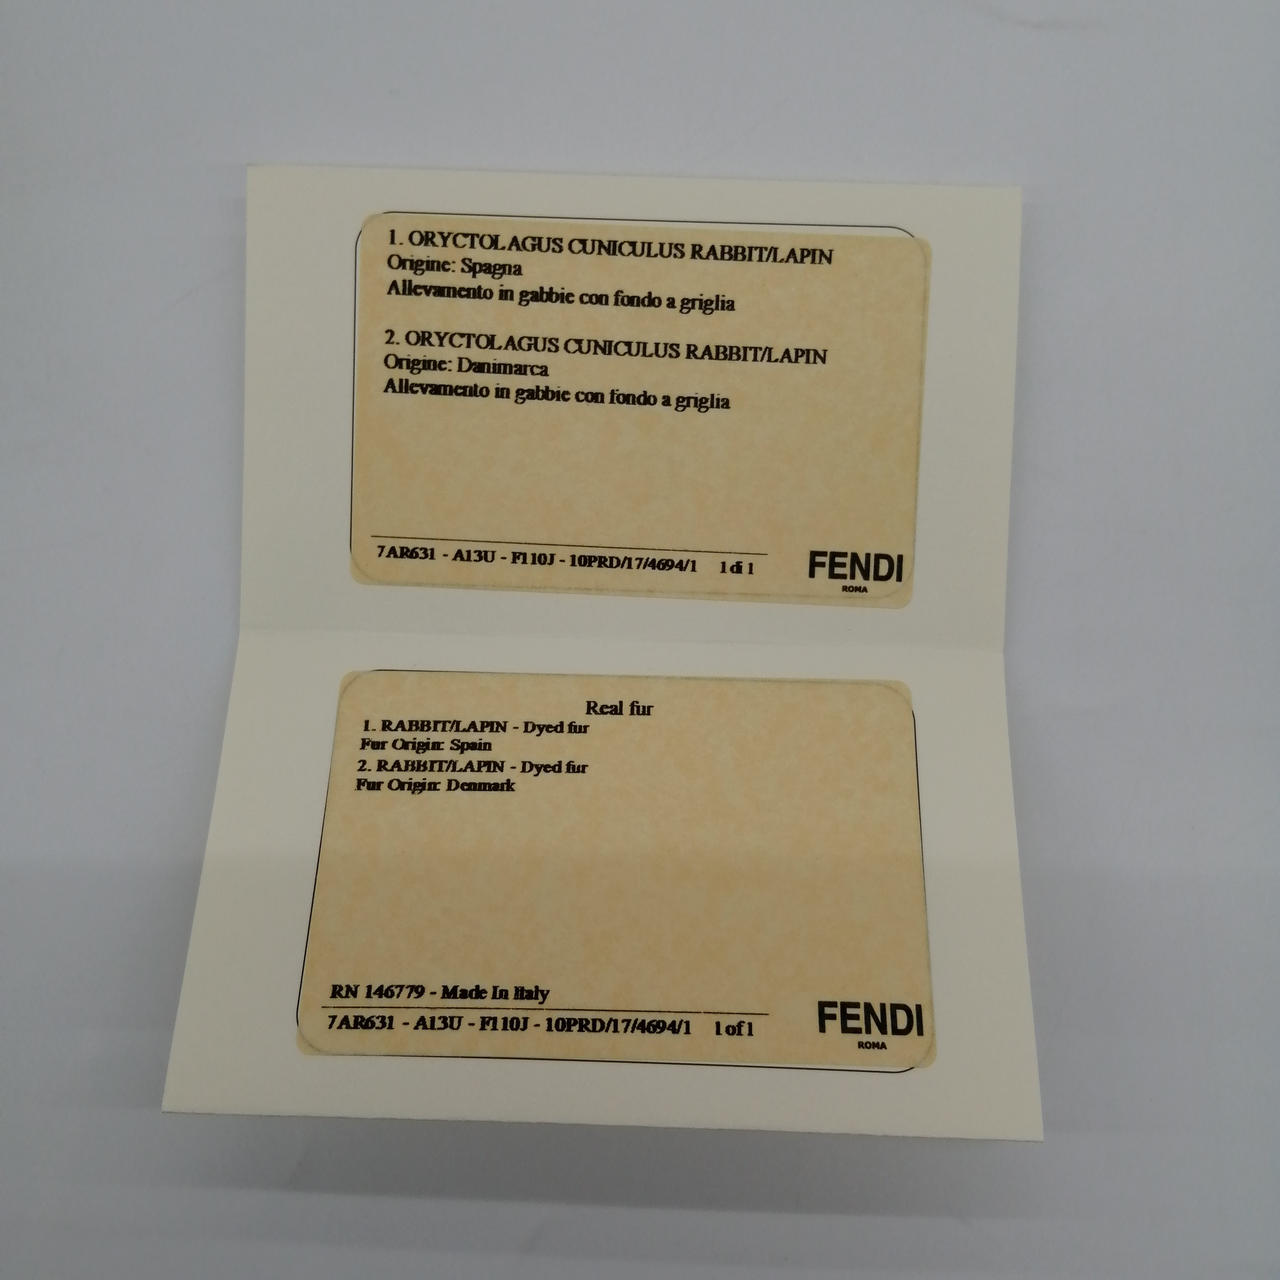 1. ORYCTOLAGUS CUNICULUS RABBIT/LAPIN
Origine: Spagna
Allevamento in gabbie con fondo a griglia
2. ORYCTOLAGUS CUNICULUS RABBIT/LAPIN
Origine: Danimarca
Allevamento in gabbie con fondo a griglia
7AR631 - A13U - F110J - 10PRD/17/4694/1 1 di 1
FENDI
ROMA
Real fur
1. RABBIT/LAPIN - Dyed fur
Fur Origin: Spain
2. RABBIT/LAPIN - Dyed fur
Fur Origin: Denmark
RN 146779 - Made In Italy
7AR631 - A13U - F110J - 10PRD/17/4694/1 1 of 1
FENDI
ROMA